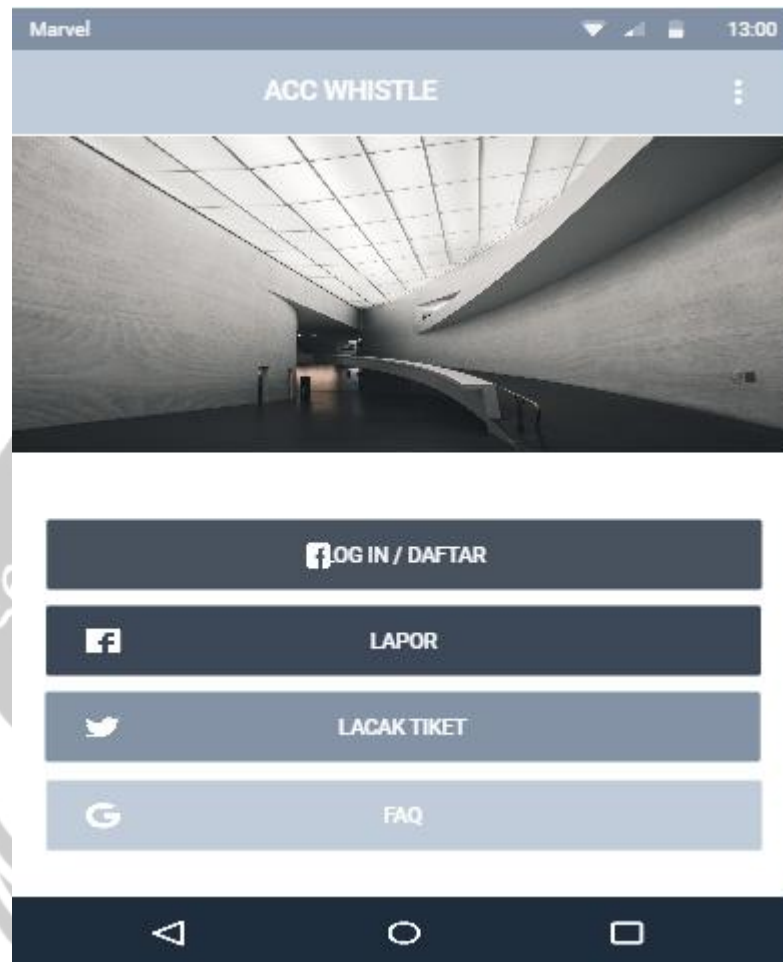 Marvel 13:00
ACC WHISTLE
LOG IN / DAFTAR
LAPOR
LACAK TIKET
FAQ